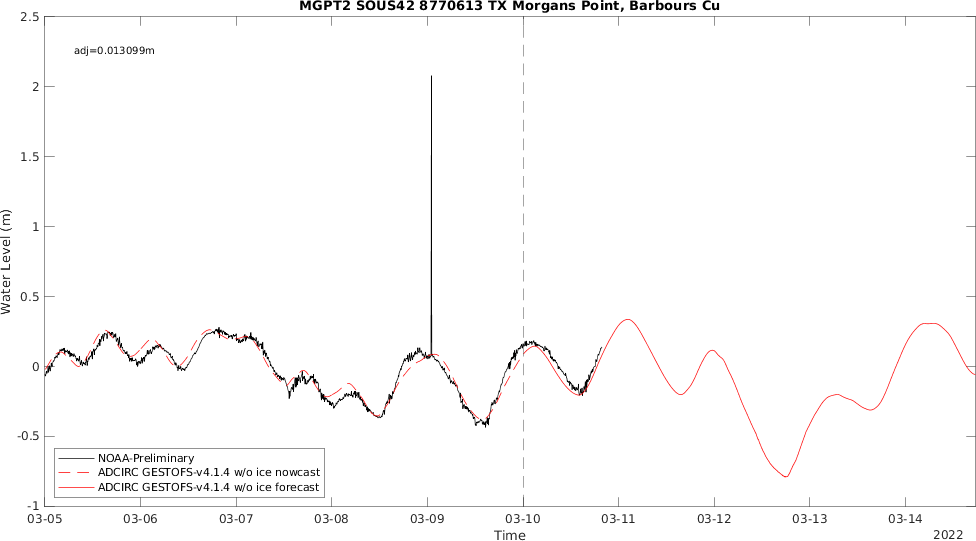 MGPT2 SOUS42 8770613 TX Morgans Point, Barbours Cu
adj=0.013099m
Water Level (m)
2.5
2
1.5
1
0.5
0
-0.5
-1
NOAA-Preliminary
ADCIRC GESTOFS-v4.1.4 w/o ice nowcast
ADCIRC GESTOFS-v4.1.4 w/o ice forecast
03-05 03-06 03-07 03-08 03-09 03-10 03-11 03-12 03-13 03-14
Time
2022